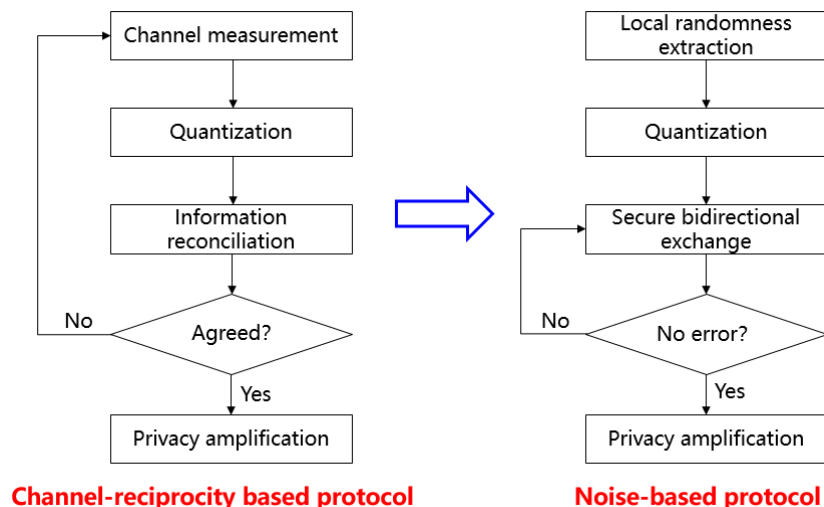 Channel measurement
Quantization
Information
reconciliation
Agreed?
No
Yes
Privacy amplification
Channel-reciprocity based protocol
Local randomness
extraction
Quantization
Secure bidirectional
exchange
No error?
No
Yes
Privacy amplification
Noise-based protocol